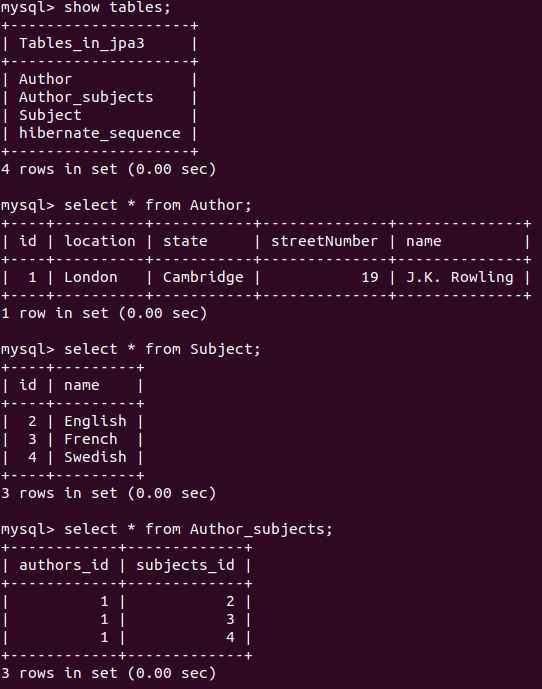 mysql> show tables;
+--------------------+
| Tables_in_jpa3     |
+--------------------+
| Author             |
| Author_subjects    |
| Subject            |
| hibernate_sequence |
+--------------------+
4 rows in set (0.00 sec)
mysql> select * from Author;
+----+----------+-----------+--------------+--------------+
| id | location | state     | streetNumber | name         |
+----+----------+-----------+--------------+--------------+
|  1 | London   | Cambridge |           19 | J.K. Rowling |
+----+----------+-----------+--------------+--------------+
1 row in set (0.00 sec)
mysql> select * from Subject;
+----+---------+
| id | name    |
+----+---------+
|  2 | English |
|  3 | French  |
|  4 | Swedish |
+----+---------+
3 rows in set (0.00 sec)
mysql> select * from Author_subjects;
+------------+-------------+
| authors_id | subjects_id |
+------------+-------------+
|          1 |           2 |
|          1 |           3 |
|          1 |           4 |
+------------+-------------+
3 rows in set (0.00 sec)